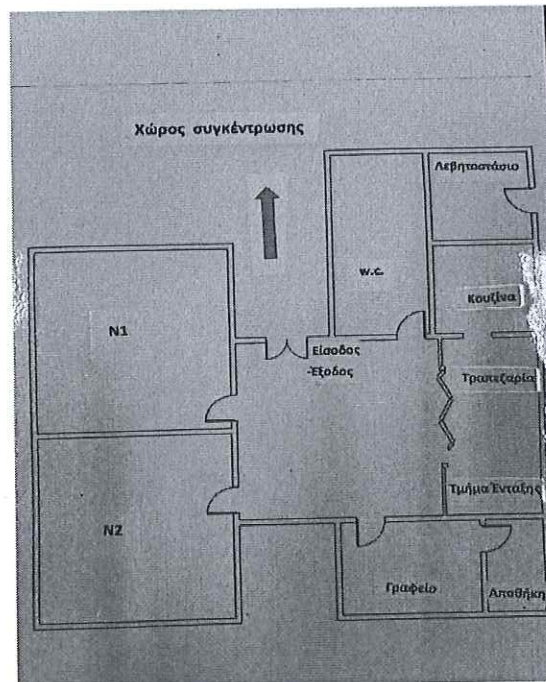 Χώρος συγκέντρωσης
Λεβητοστάσιο
w.c.
Κουζίνα
N1
Είσοδος
-Έξοδος
Τραπεζαρία
Τμήμα Ένταξης
N2
Γραφείο
Αποθήκη